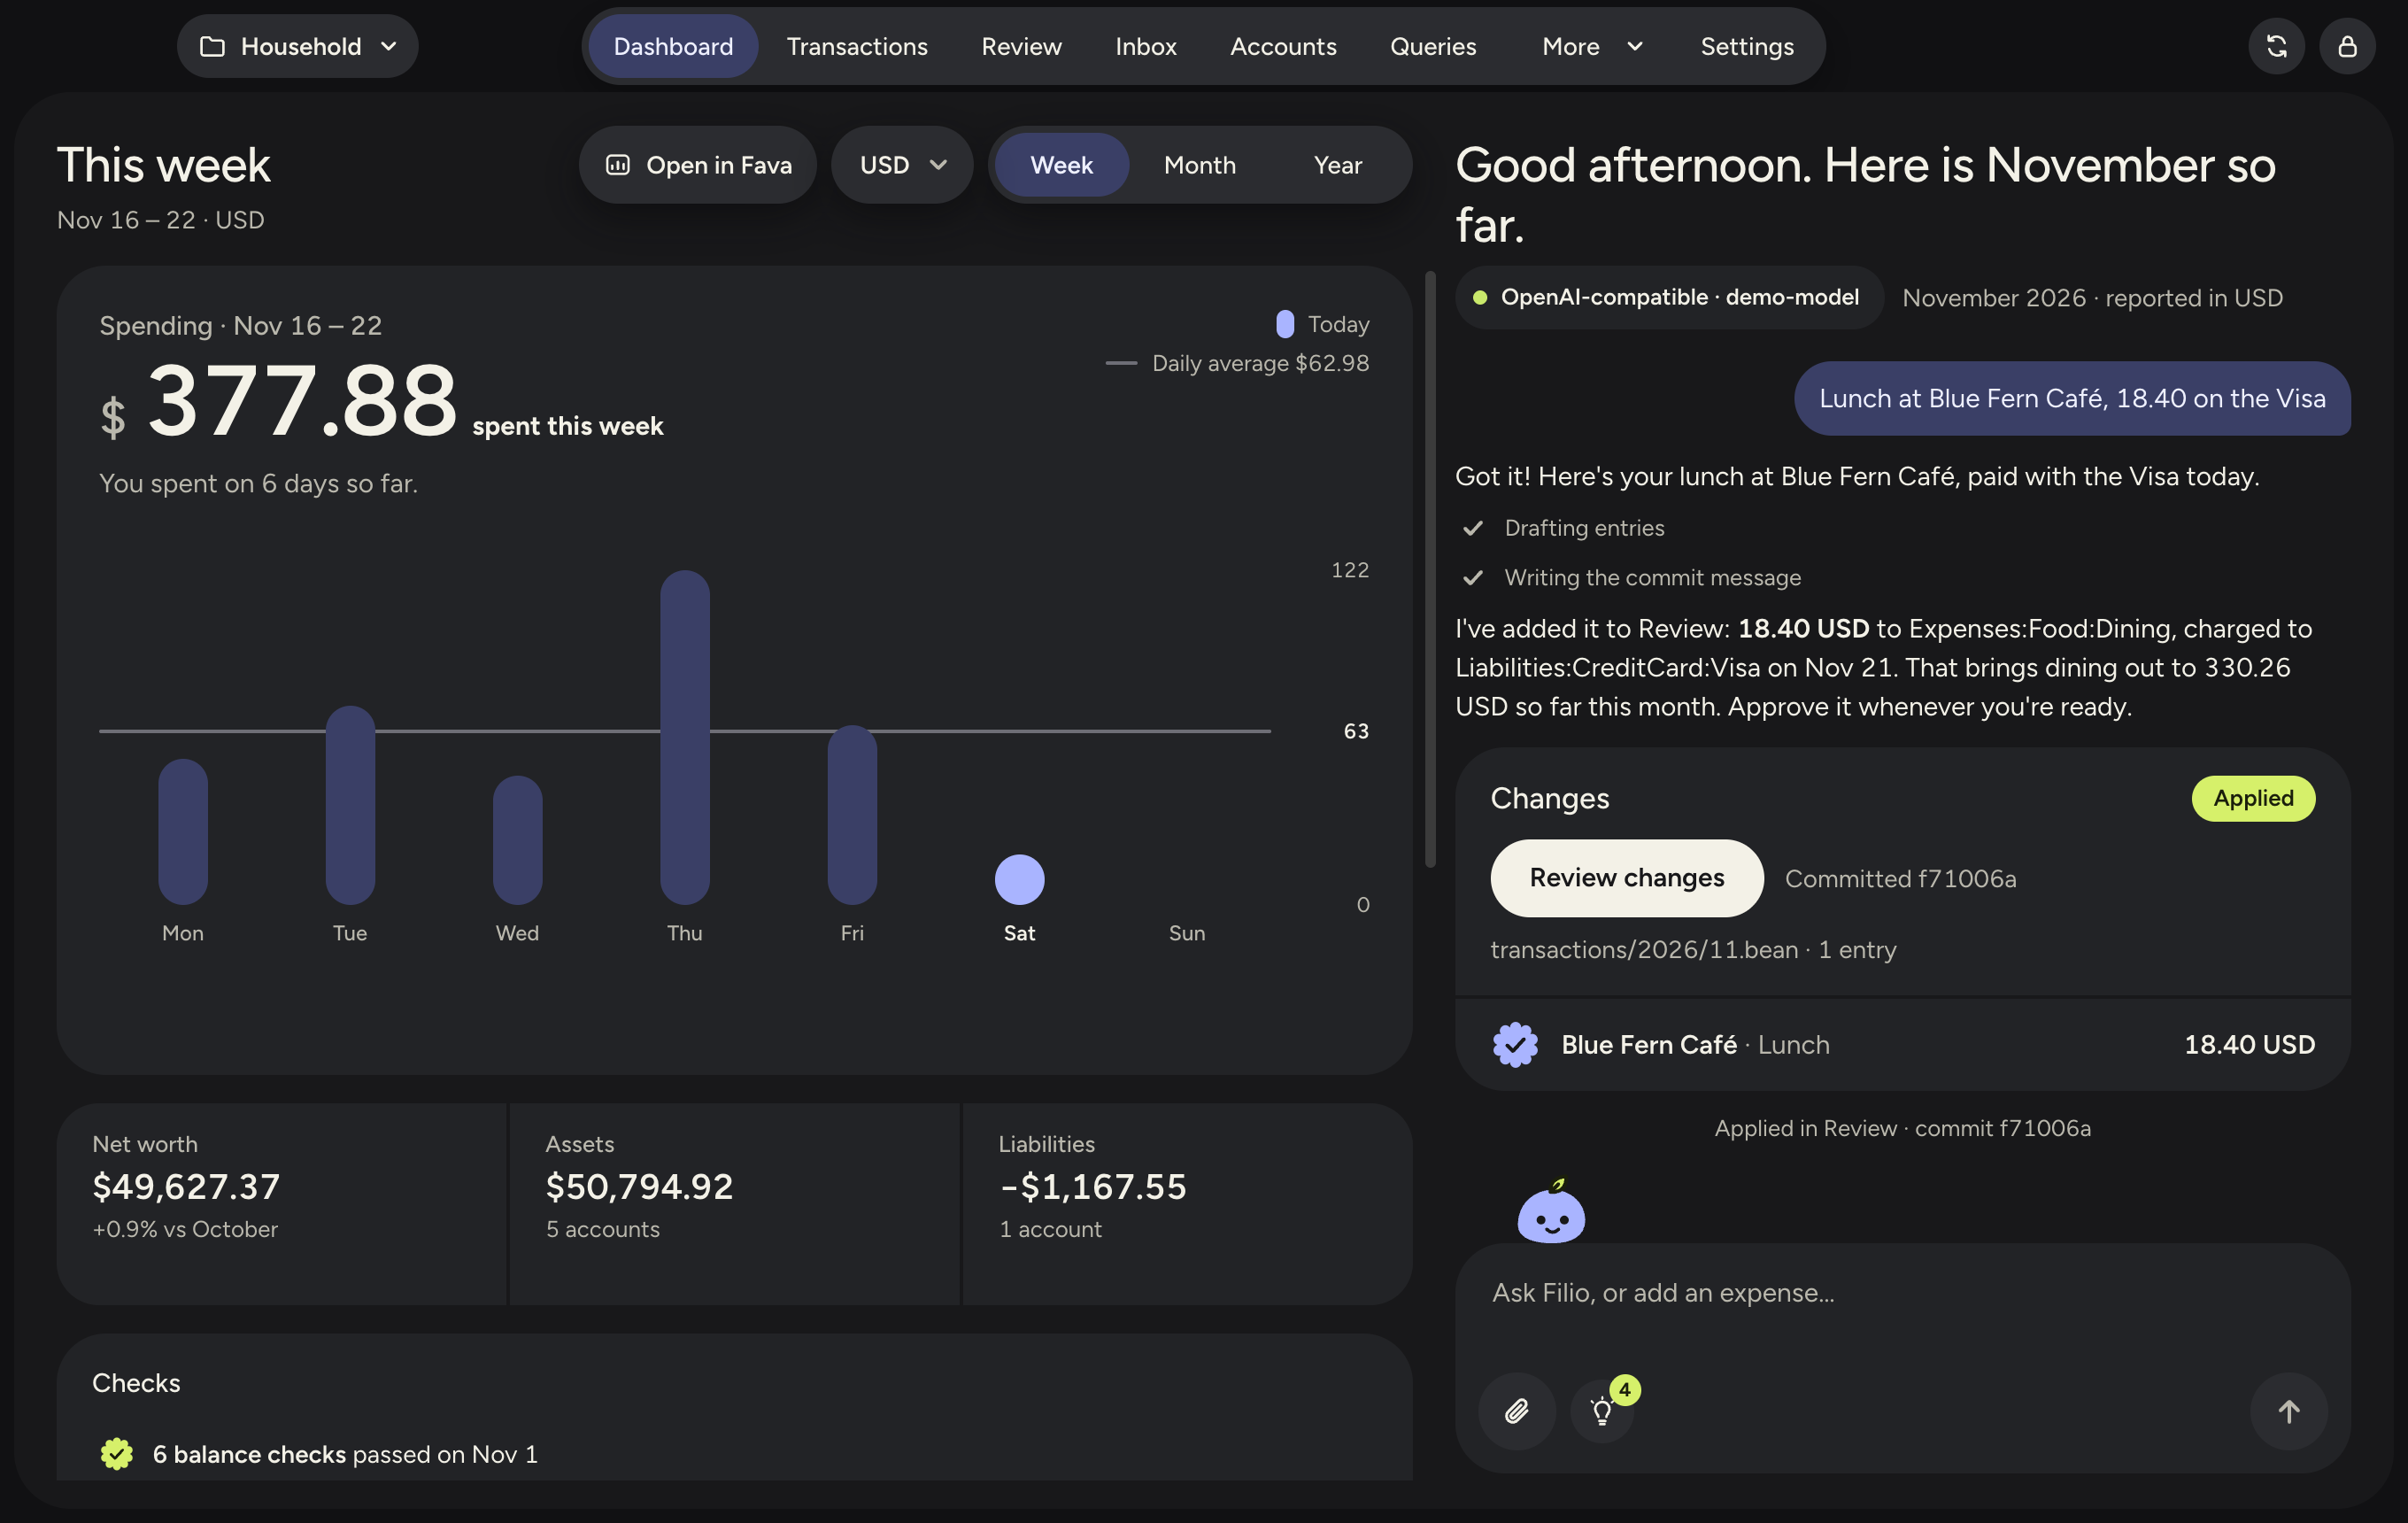 Household
Dashboard
Transactions
Review
Inbox
Accounts
Queries
More
Settings
This week
Nov 16 – 22 · USD
Open in Fava
USD
Week
Month
Year
Spending · Nov 16 – 22
$ 377.88 spent this week
You spent on 6 days so far.
Today
Daily average $62.98
122
63
0
Mon
Tue
Wed
Thu
Fri
Sat
Sun
Net worth
$49,627.37
+0.9% vs October
Assets
$50,794.92
5 accounts
Liabilities
−$1,167.55
1 account
Checks
6 balance checks passed on Nov 1
Good afternoon. Here is November so
far.
OpenAI-compatible · demo-model
November 2026 · reported in USD
Lunch at Blue Fern Café, 18.40 on the Visa
Got it! Here's your lunch at Blue Fern Café, paid with the Visa today.
Drafting entries
Writing the commit message
I've added it to Review: 18.40 USD to Expenses:Food:Dining, charged to
Liabilities:CreditCard:Visa on Nov 21. That brings dining out to 330.26
USD so far this month. Approve it whenever you're ready.
Changes
Applied
Review changes
Committed f71006a
transactions/2026/11.bean · 1 entry
Blue Fern Café · Lunch
18.40 USD
Applied in Review · commit f71006a
Ask Filio, or add an expense...
4